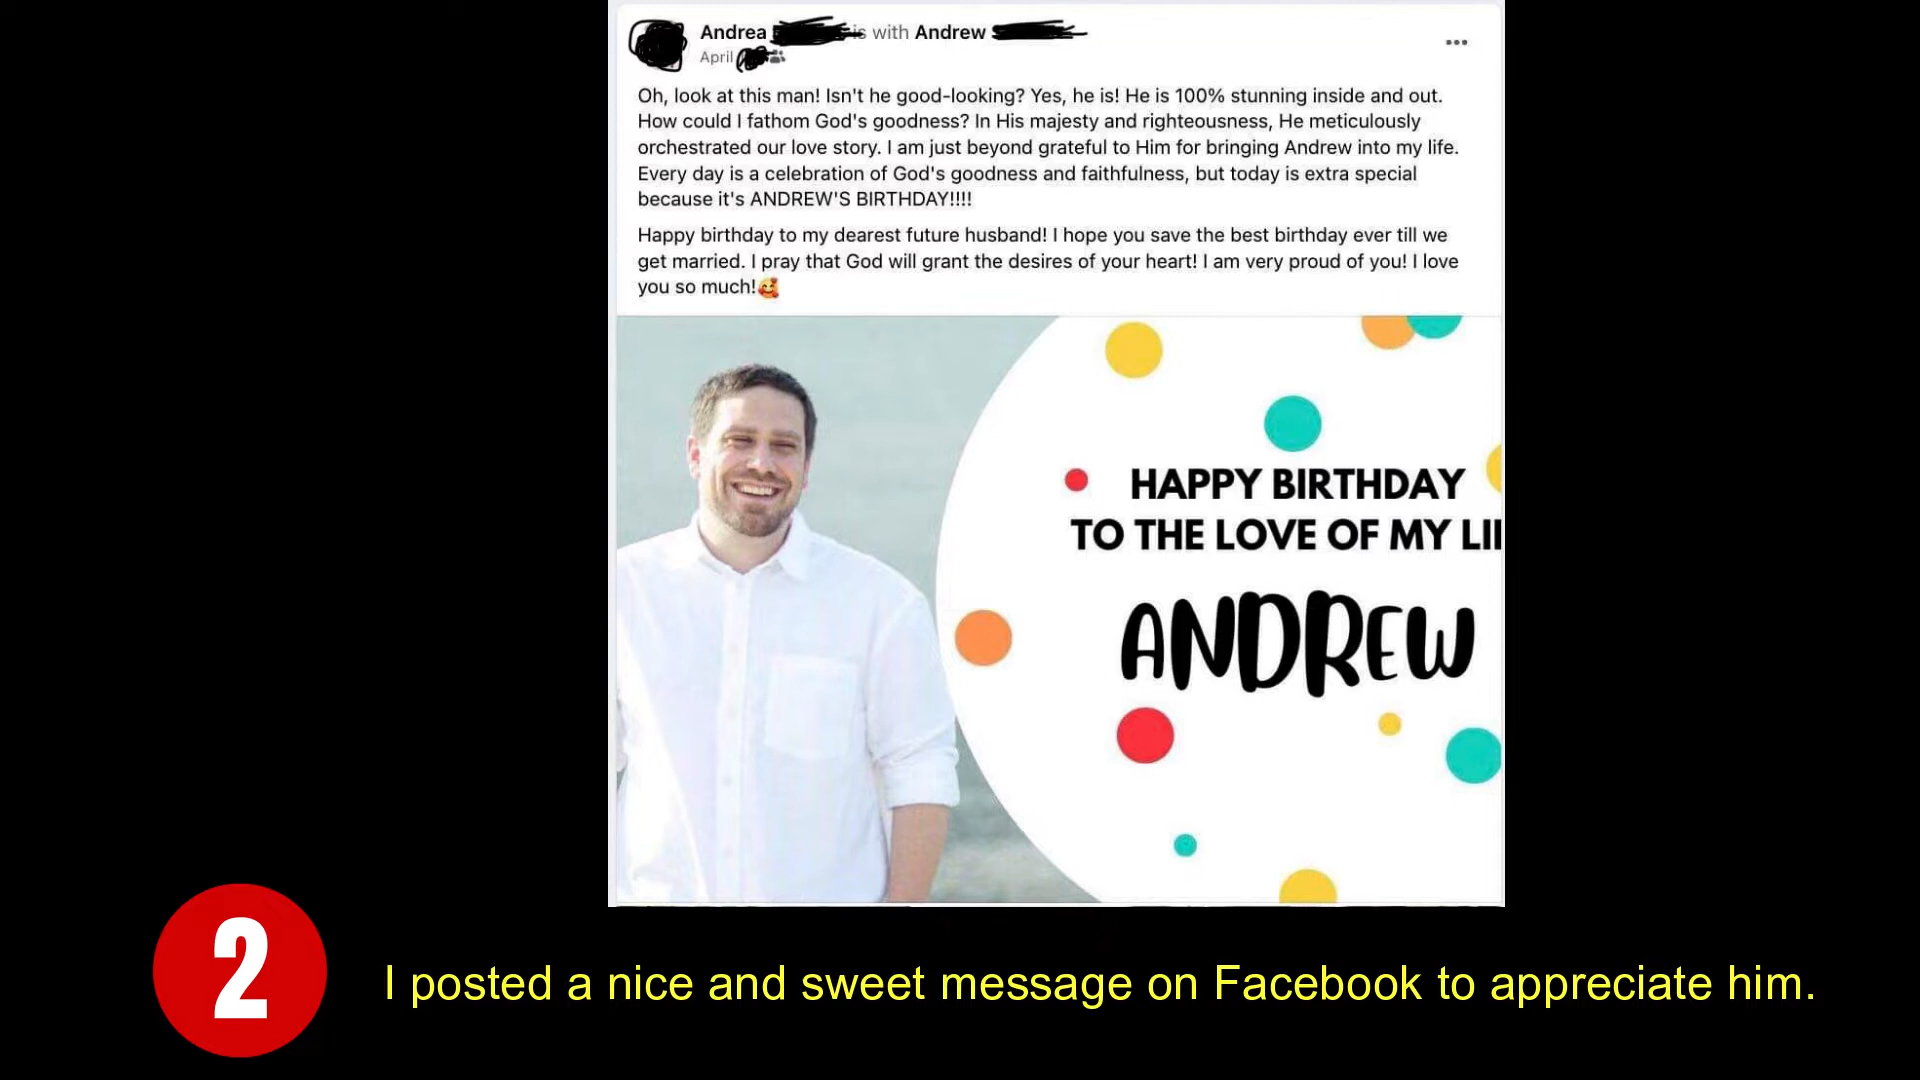 Andrea is with Andrew
April
Oh, look at this man! Isn't he good-looking? Yes, he is! He is 100% stunning inside and out.
How could I fathom God's goodness? In His majesty and righteousness, He meticulously
orchestrated our love story. I am just beyond grateful to Him for bringing Andrew into my life.
Every day is a celebration of God's goodness and faithfulness, but today is extra special
because it's ANDREW'S BIRTHDAY!!!!
Happy birthday to my dearest future husband! I hope you save the best birthday ever till we
get married. I pray that God will grant the desires of your heart! I am very proud of you! I love
you so much!🥰
HAPPY BIRTHDAY
TO THE LOVE OF MY
ANDREW
2
I posted a nice and sweet message on Facebook to appreciate him.